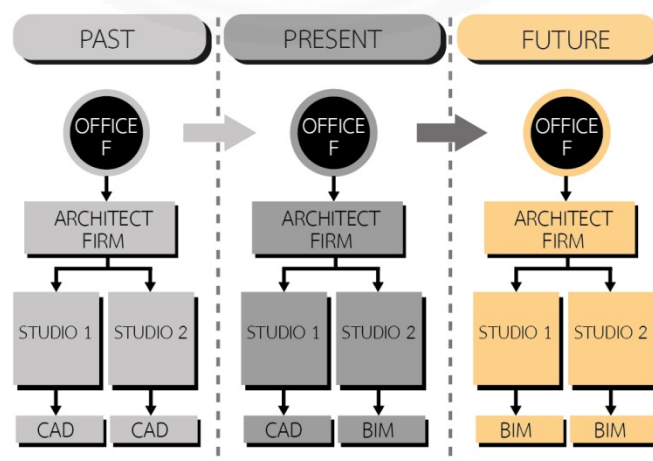 PAST
PRESENT
FUTURE
OFFICE
F
OFFICE
F
OFFICE
F
ARCHITECT
FIRM
ARCHITECT
FIRM
ARCHITECT
FIRM
STUDIO 1
STUDIO 2
STUDIO 1
STUDIO 2
STUDIO 1
STUDIO 2
CAD
CAD
CAD
BIM
BIM
BIM